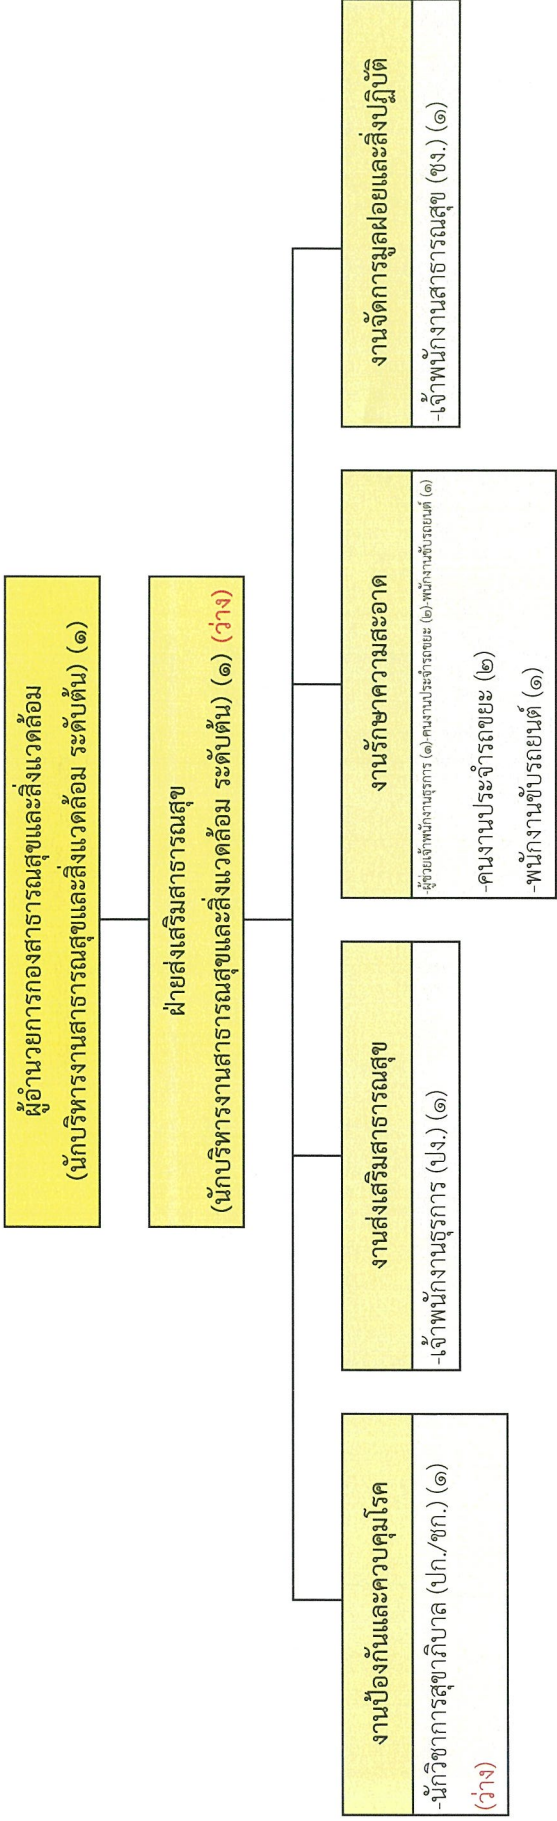 ผู้อำนวยการกองสาธารณสุขและสิ่งแวดล้อม
(นักบริหารงานสาธารณสุขและสิ่งแวดล้อม ระดับต้น) (๑)
ฝ่ายส่งเสริมสาธารณสุข
(นักบริหารงานสาธารณสุขและสิ่งแวดล้อม ระดับต้น) (๑) (ว่าง)
งานป้องกันและควบคุมโรค
-นักวิชาการสุขาภิบาล (ปก./ชก.) (๑)
(ว่าง)
งานส่งเสริมสาธารณสุข
-เจ้าพนักงานธุรการ (ปง.) (๑)
งานรักษาความสะอาด
-ผู้ช่วยเจ้าพนักงานธุรการ (๑)-คนงานประจำรถขยะ (๒)-พนักงานขับรถยนต์ (๑)
-คนงานประจำรถขยะ (๒)
-พนักงานขับรถยนต์ (๑)
งานจัดการมูลฝอยและสิ่งปฏิบัติ
-เจ้าพนักงานสาธารณสุข (ชง.) (๑)